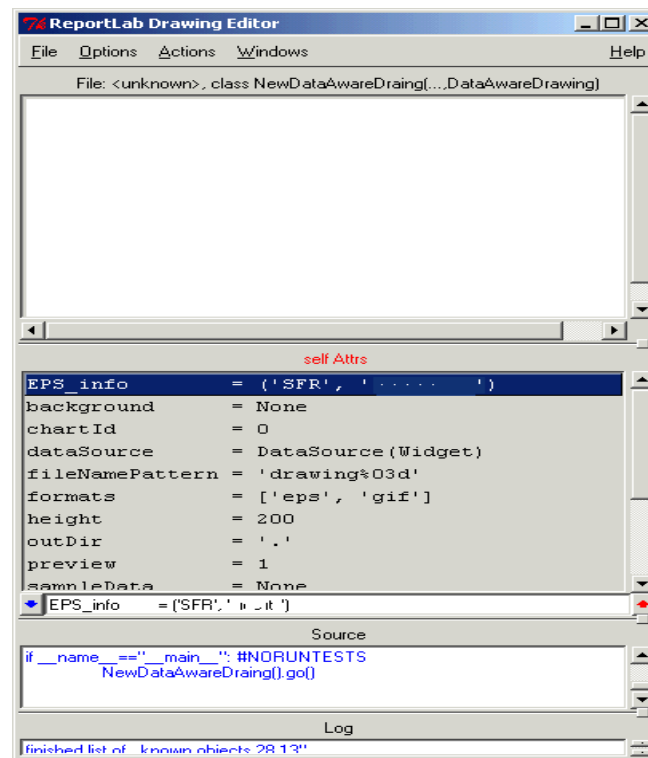 ReportLab Drawing Editor
File Options Actions Windows Help
File: <unknown>, class NewDataAwareDraing(...,DataAwareDrawing)
self Attrs
EPS_info = ('SFR', ' ')
background = None
chartId = 0
dataSource = DataSource(Widget)
fileNamePattern = 'drawing%03d'
formats = ['eps', 'gif']
height = 200
outDir = '.'
preview = 1
sampleData = None
EPS_info = ('SFR', ' ')
Source
if __name__=="__main__": #NORUNTESTS
NewDataAwareDraing().go()
Log
finished list of known objects 28.13"